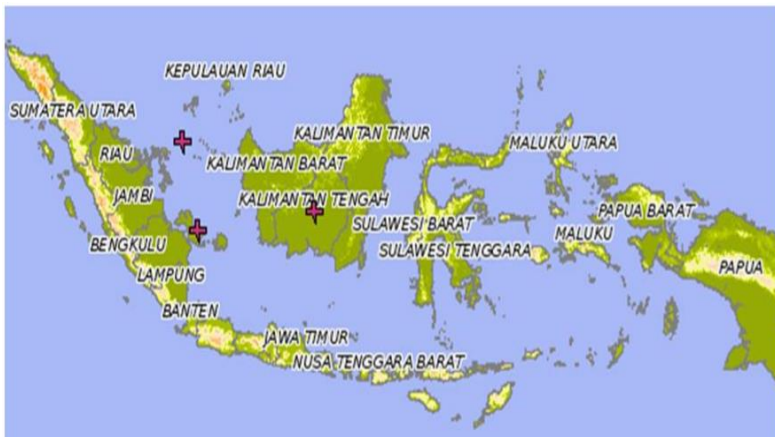 KEPULAUAN RIAU
SUMATERA UTARA
KALIMANTAN TIMUR
MALUKU UTARA
RIAU
KALIMANTAN BARAT
JAMBI
KALIMANTAN TENGAH
PAPUA BARAT
SULAWESI BARAT
MALUKU
BENGKULU
SULAWESI TENGGARA
LAMPUNG
PAPUA
BANTEN
JAWA TIMUR
NUSA TENGGARA BARAT